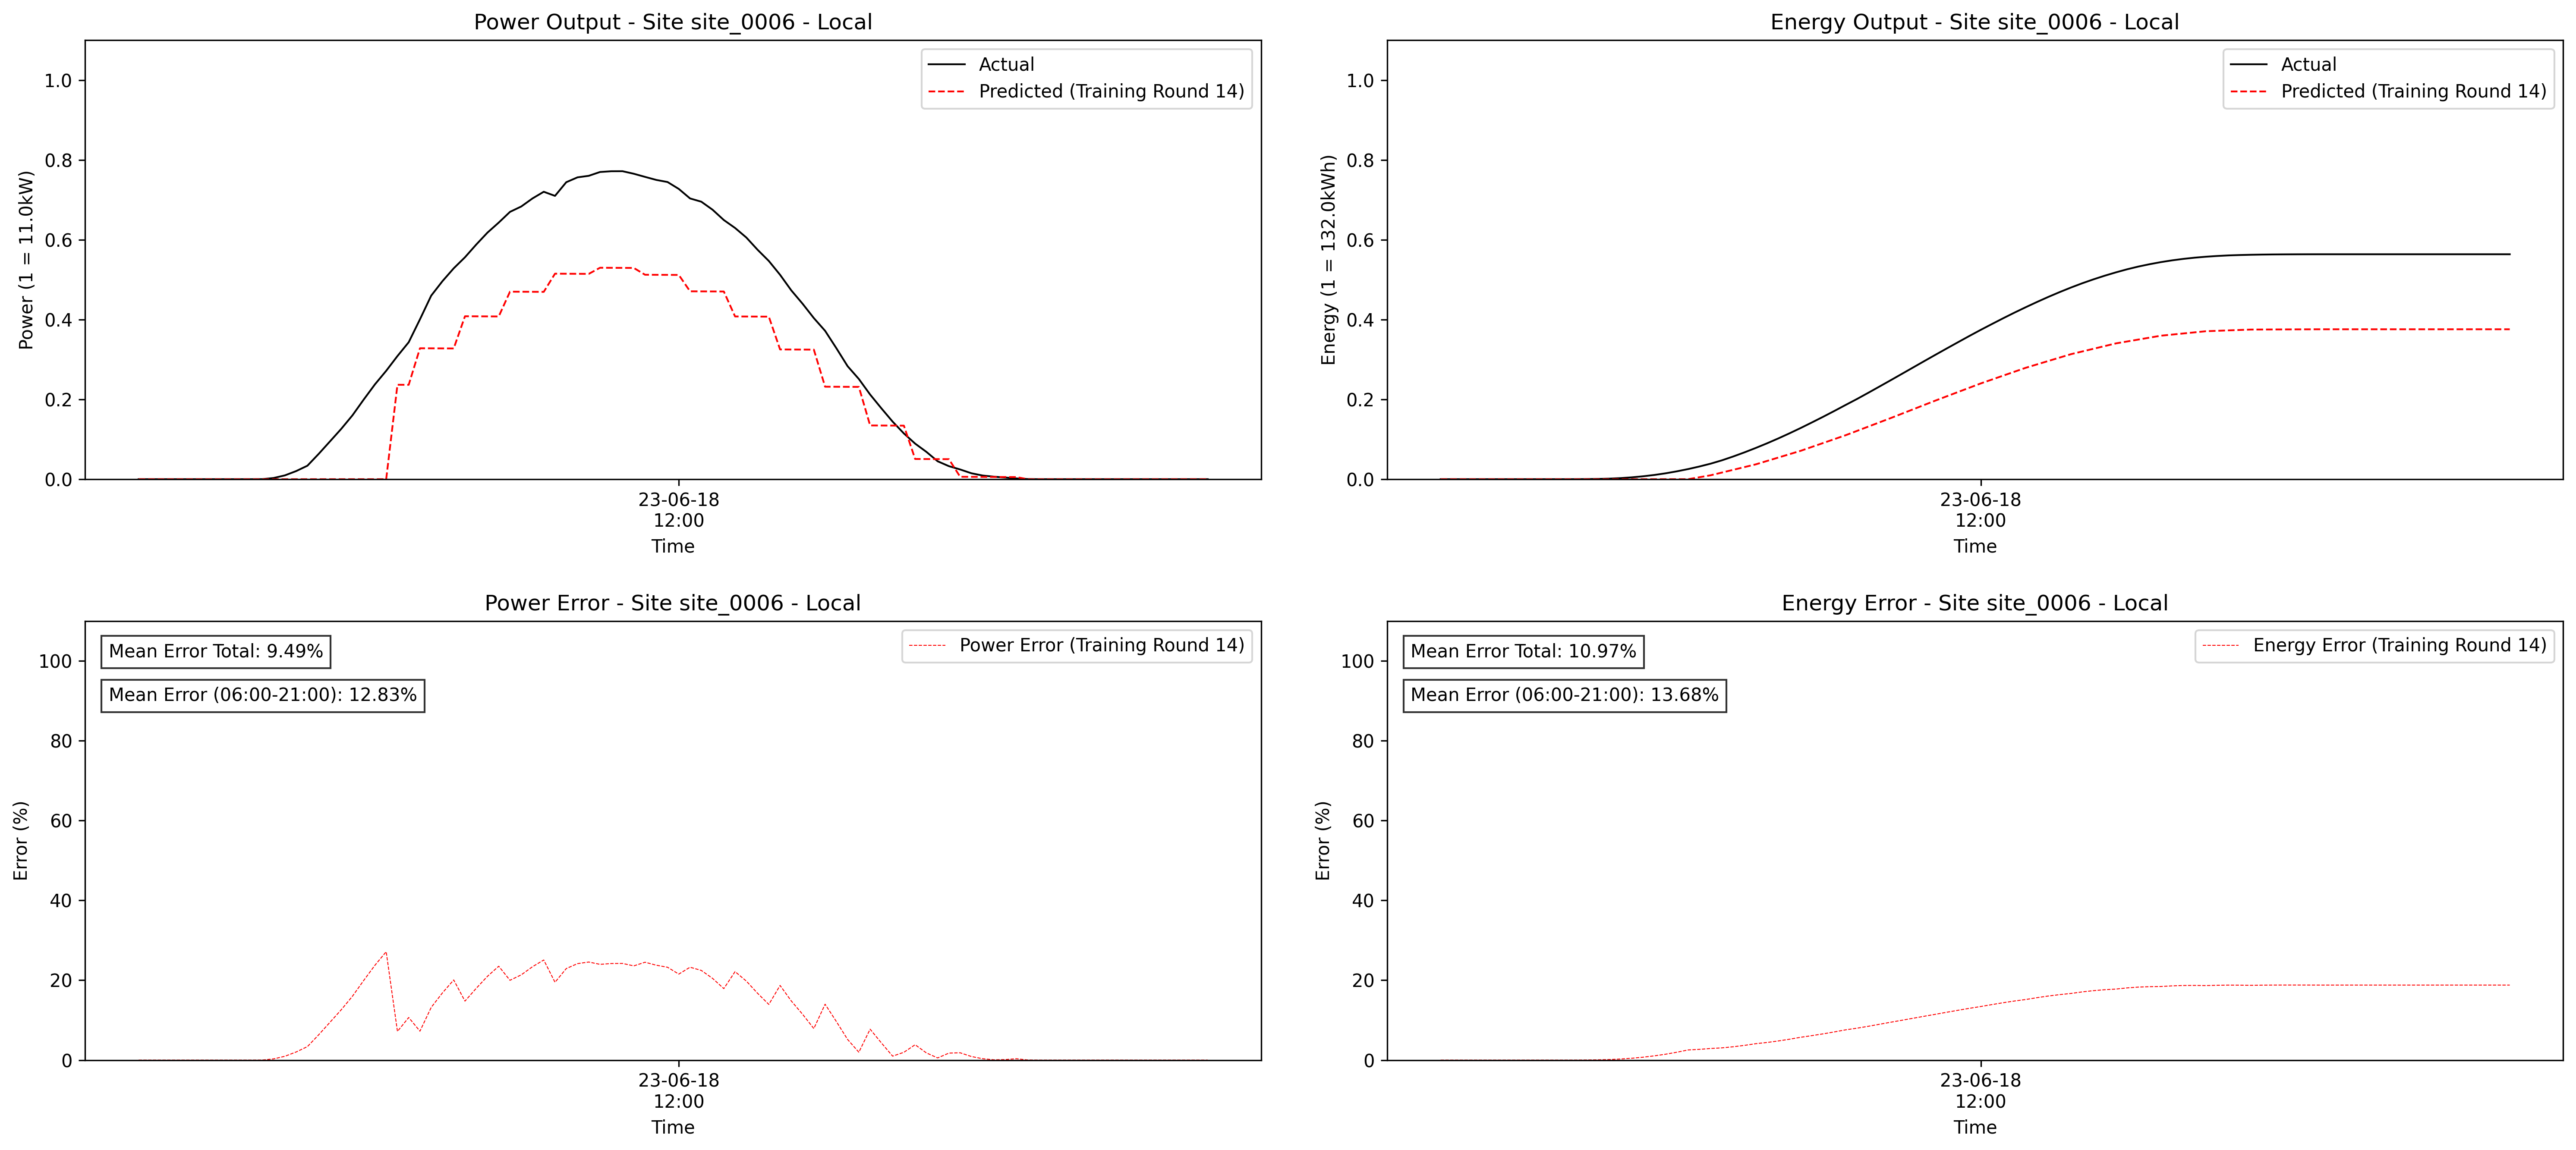 Power Output - Site site_0006 - Local
Power (1 = 11.0kW)
1.0
0.8
0.6
0.4
0.2
0.0
Actual
Predicted (Training Round 14)
23-06-18
12:00
Time
Energy Output - Site site_0006 - Local
Energy (1 = 132.0kWh)
1.0
0.8
0.6
0.4
0.2
0.0
Actual
Predicted (Training Round 14)
23-06-18
12:00
Time
Power Error - Site site_0006 - Local
Error (%)
100
80
60
40
20
0
Mean Error Total: 9.49%
Mean Error (06:00-21:00): 12.83%
Power Error (Training Round 14)
23-06-18
12:00
Time
Energy Error - Site site_0006 - Local
Error (%)
100
80
60
40
20
0
Mean Error Total: 10.97%
Mean Error (06:00-21:00): 13.68%
Energy Error (Training Round 14)
23-06-18
12:00
Time